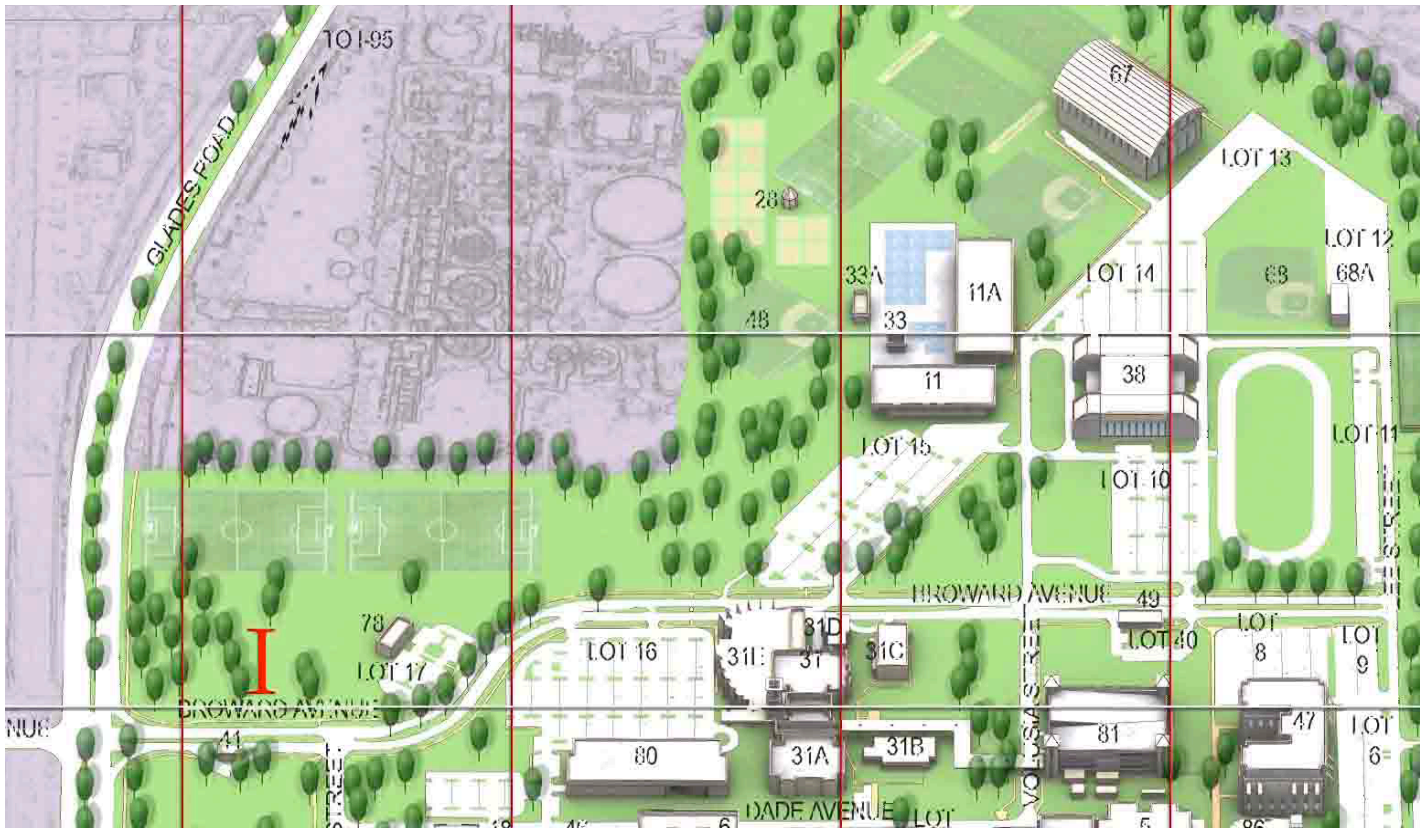 TO I-95
67
GLADES ROAD
LOT 13
28
LOT 12
33A
11A
LOT 14
68
68A
48
33
11
38
LOT 15
LOT 11
LOT 10
BROWARD AVENUE
49
78
31D
LOT 16
31E
31
31C
LOT 40
LOT 8
LOT 9
LOT 17
I
BROWARD AVENUE
VOLUSIA STREET
47
41
80
31A
31B
81
LOT 6
STREET
DADE AVENUE
LOT